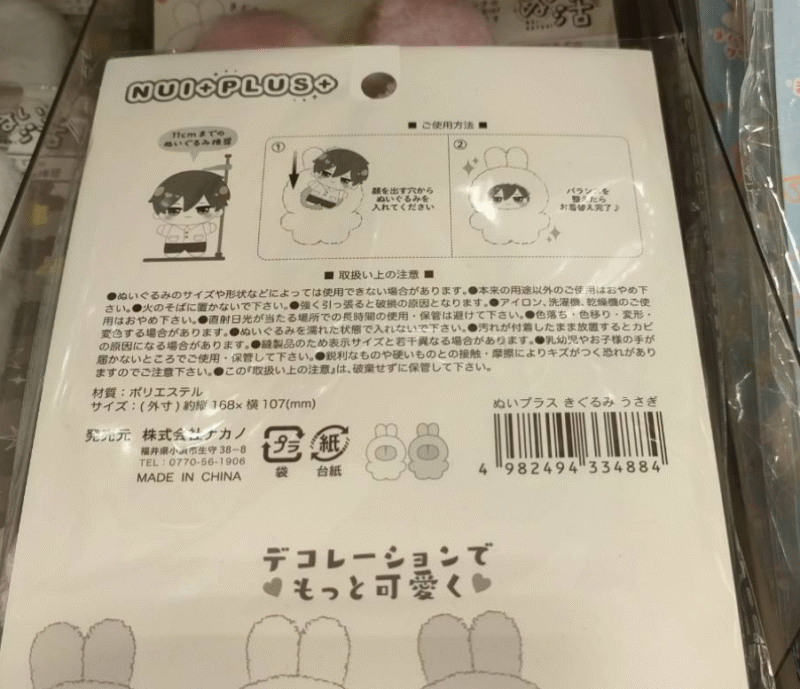 NUI+PLUS+
11cmまでの
ぬいぐるみ推奨
■ ご使用方法 ■
①
顔を出す穴から
ぬいぐるみを
入れてください
②
バランスを
整えたら
お着替え完了♪
■ 取扱い上の注意 ■
●ぬいぐるみのサイズや形状などによっては使用できない場合があります。●本来の用途以外のご使用はおやめ下
さい。●火のそばに置かないで下さい。●強く引っ張ると破損の原因となります。●アイロン、洗濯機、乾燥機のご使
用はおやめ下さい。●直射日光が当たる場所での長時間の使用・保管は避けて下さい。●色落ち・色移り・変形・
変色する場合があります。●ぬいぐるみを濡れた状態で入れないで下さい。●汚れが付着したまま放置するとカビ
の原因になる場合があります。●縫製品のため表示サイズと若干異なる場合があります。●乳幼児やお子様の手が
届かないところでご使用・保管して下さい。●鋭利なものや硬いものとの接触・摩擦によりキズがつく恐れがあり
ますのでご注意下さい。●この『取扱い上の注意』は、破棄せずに保管して下さい。
材質：ポリエステル
サイズ：(外寸)約縦168×横107(mm)
発売元 株式会社ナカノ
福井県小浜市生守38-8
TEL：0770-56-1906
MADE IN CHINA
プラ
袋
紙
台紙
ぬいプラス きぐるみ うさぎ
4 982494 334884
デコレーションで
もっと可愛く